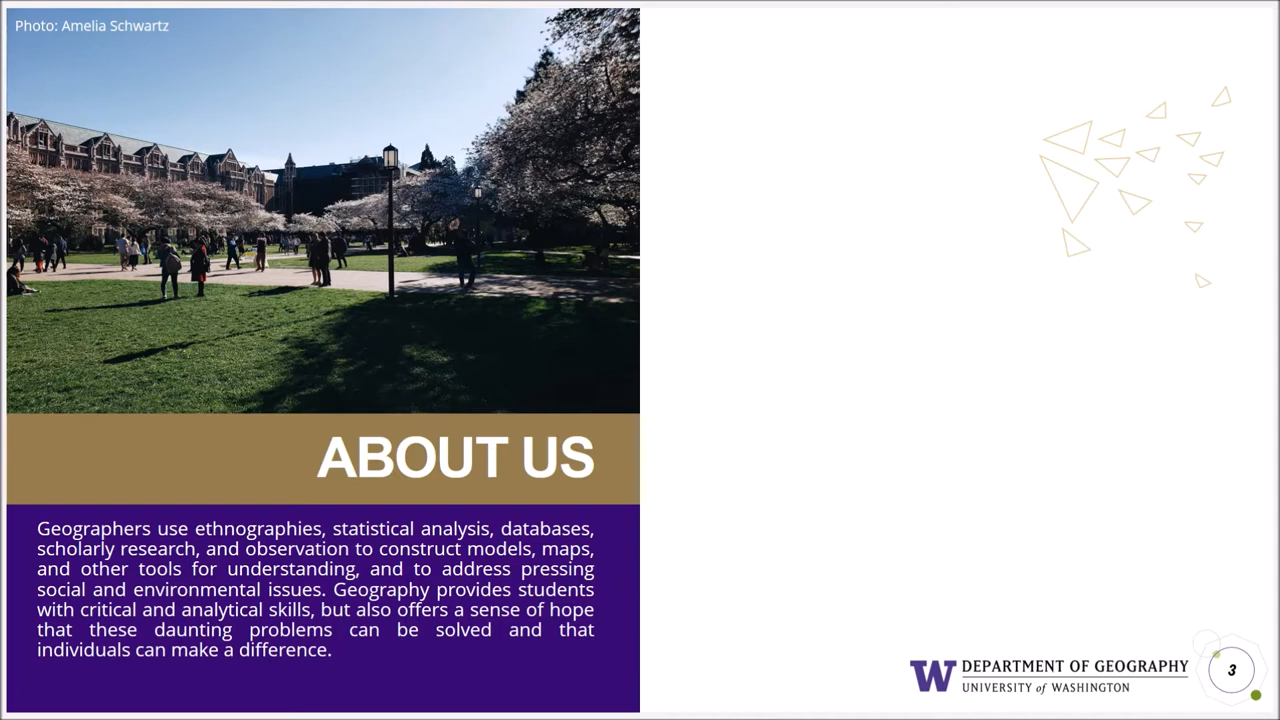 Photo: Amelia Schwartz
ABOUT US
Geographers use ethnographies, statistical analysis, databases,
scholarly research, and observation to construct models, maps,
and other tools for understanding, and to address pressing
social and environmental issues. Geography provides students
with critical and analytical skills, but also offers a sense of hope
that these daunting problems can be solved and that
individuals can make a difference.
W DEPARTMENT OF GEOGRAPHY
UNIVERSITY of WASHINGTON
3